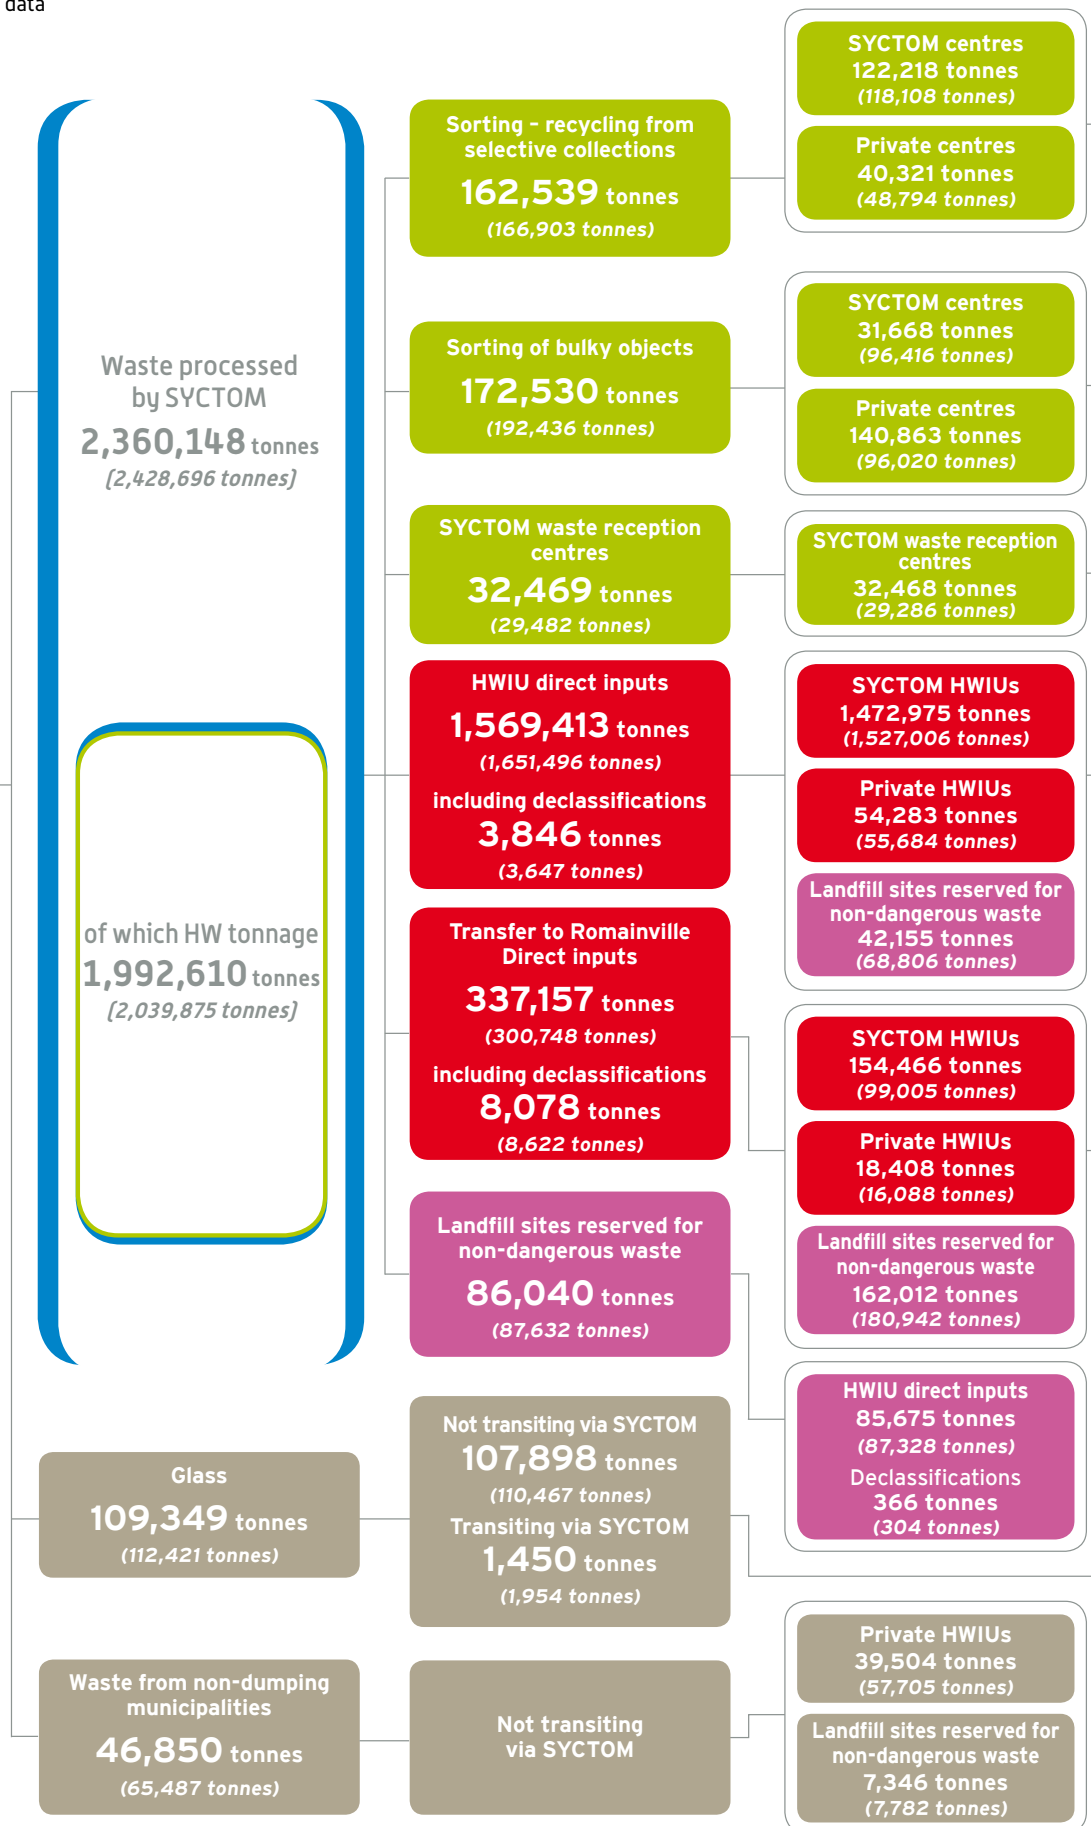 data
Waste processed
by SYCTOM
2,360,148 tonnes
(2,428,696 tonnes)
of which HW tonnage
1,992,610 tonnes
(2,039,875 tonnes)
Glass
109,349 tonnes
(112,421 tonnes)
Waste from non-dumping
municipalities
46,850 tonnes
(65,487 tonnes)
Sorting – recycling from
selective collections
162,539 tonnes
(166,903 tonnes)
Sorting of bulky objects
172,530 tonnes
(192,436 tonnes)
SYCTOM waste reception
centres
32,469 tonnes
(29,482 tonnes)
HWIU direct inputs
1,569,413 tonnes
(1,651,496 tonnes)
including declassifications
3,846 tonnes
(3,647 tonnes)
Transfer to Romainville
Direct inputs
337,157 tonnes
(300,748 tonnes)
including declassifications
8,078 tonnes
(8,622 tonnes)
Landfill sites reserved for
non-dangerous waste
86,040 tonnes
(87,632 tonnes)
Not transiting via SYCTOM
107,898 tonnes
(110,467 tonnes)
Transiting via SYCTOM
1,450 tonnes
(1,954 tonnes)
Not transiting
via SYCTOM
SYCTOM centres
122,218 tonnes
(118,108 tonnes)
Private centres
40,321 tonnes
(48,794 tonnes)
SYCTOM centres
31,668 tonnes
(96,416 tonnes)
Private centres
140,863 tonnes
(96,020 tonnes)
SYCTOM waste reception
centres
32,468 tonnes
(29,286 tonnes)
SYCTOM HWIUs
1,472,975 tonnes
(1,527,006 tonnes)
Private HWIUs
54,283 tonnes
(55,684 tonnes)
Landfill sites reserved for
non-dangerous waste
42,155 tonnes
(68,806 tonnes)
SYCTOM HWIUs
154,466 tonnes
(99,005 tonnes)
Private HWIUs
18,408 tonnes
(16,088 tonnes)
Landfill sites reserved for
non-dangerous waste
162,012 tonnes
(180,942 tonnes)
HWIU direct inputs
85,675 tonnes
(87,328 tonnes)
Declassifications
366 tonnes
(304 tonnes)
Private HWIUs
39,504 tonnes
(57,705 tonnes)
Landfill sites reserved for
non-dangerous waste
7,346 tonnes
(7,782 tonnes)